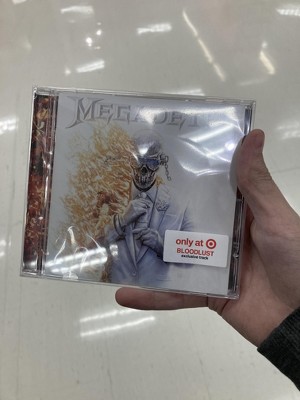 MEGADETH
only at
BLOODLUST
exclusive track